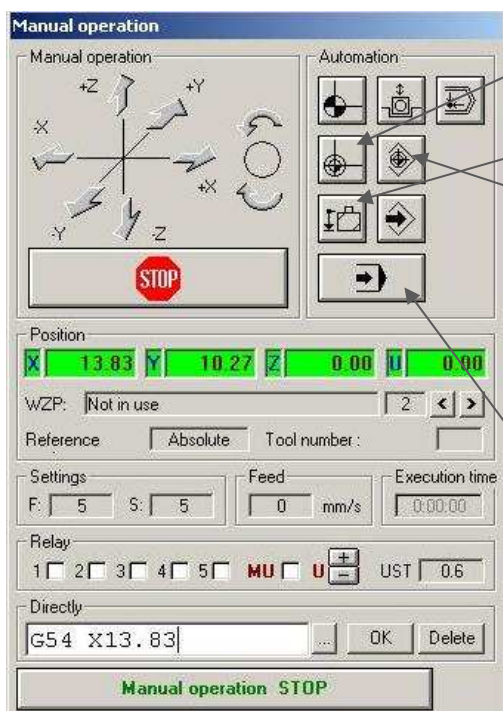 Manual operation
Manual operation
Automation
+Z
+Y
-X
+X
-Y
-Z
STOP
Position
X 13.83 Y 10.27 Z 0.00 U 0.00
WZP: Not in use 2 < >
Reference Absolute Tool number :
Settings
Feed
Execution time
F: 5 S: 5 0 mm/s 0:00:00
Relay
1 2 3 4 5 MU U + - UST 0.6
Directly
G54 X13.83 ... OK Delete
Manual operation STOP